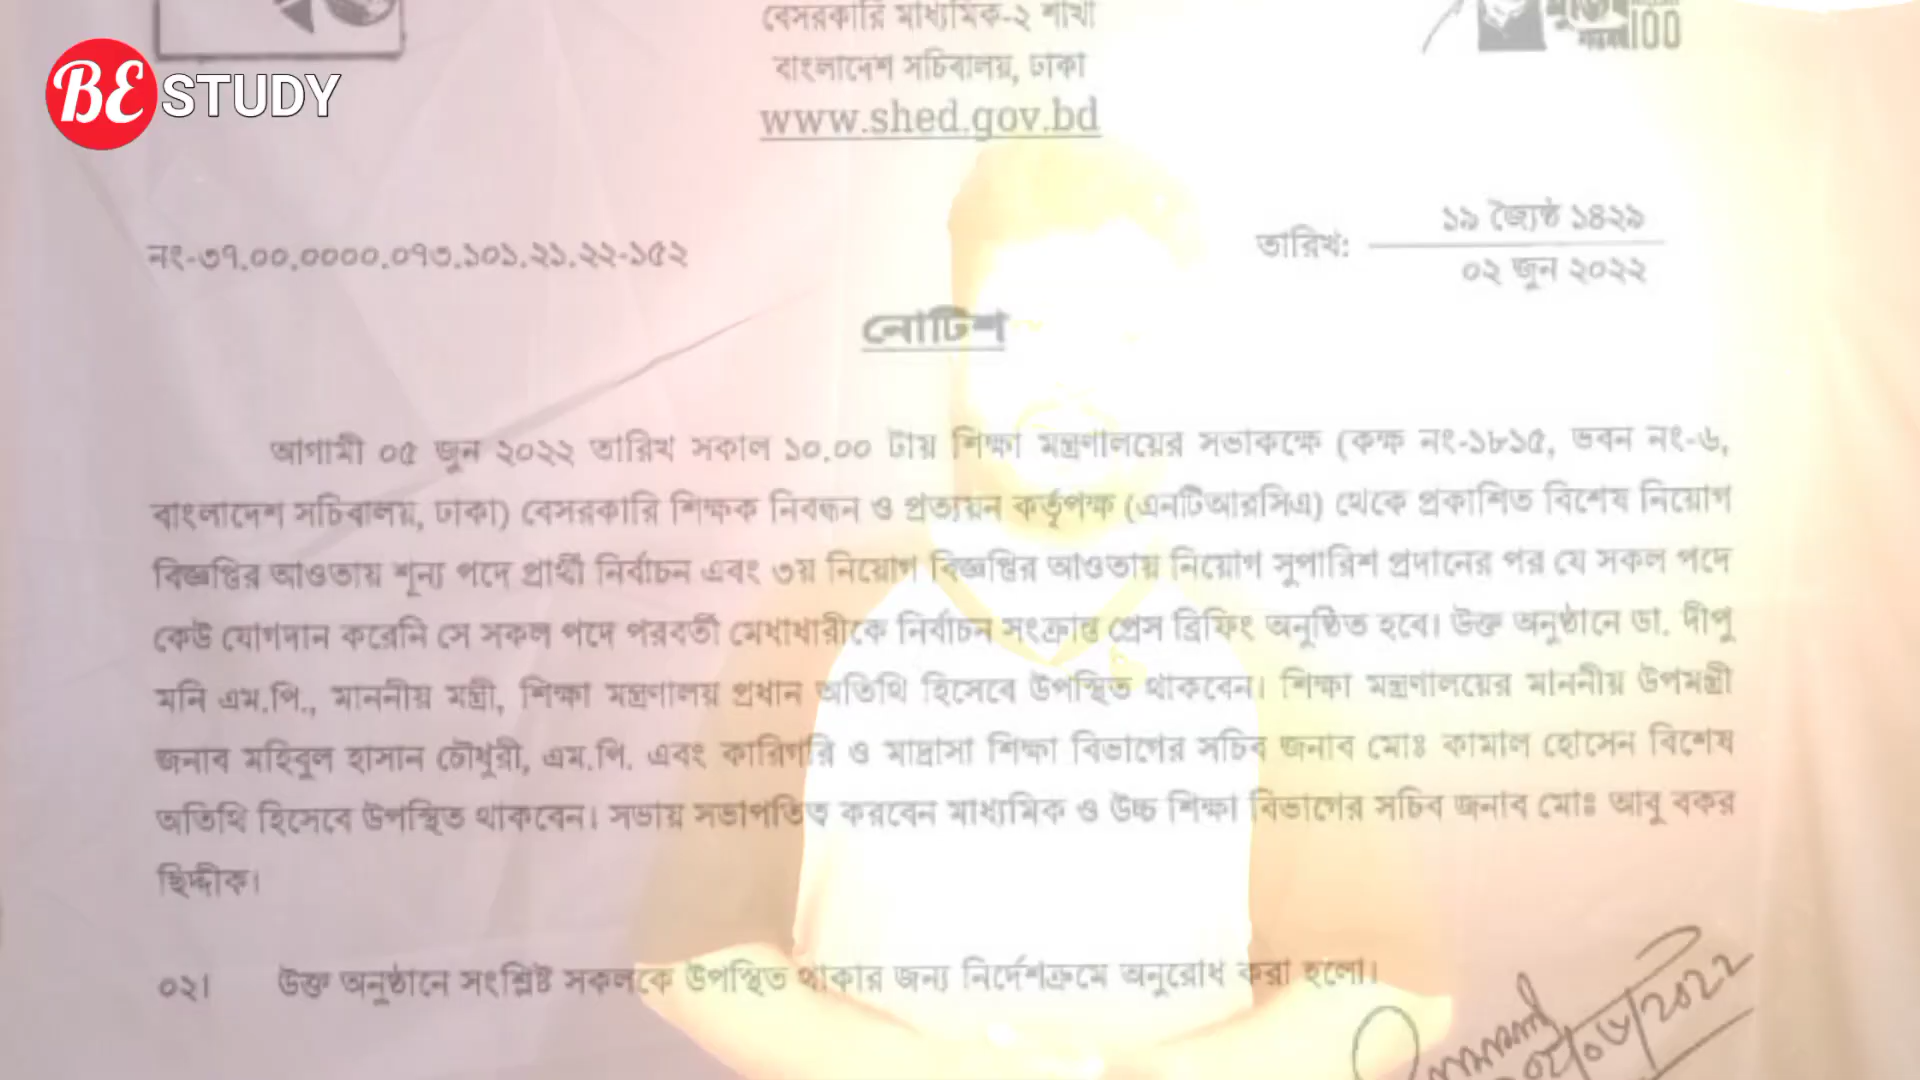 বেসরকারি মাধ্যমিক-২ শাখা
100
বাংলাদেশ সচিবালয়, ঢাকা
BE STUDY
www.shed.gov.bd
নং-৩৭.০০.০০০০.০৭৩.১০১.২১.২২-১৫২
তারিখ:
১৯ জ্যৈষ্ঠ ১৪২৯
০২ জুন ২০২২
নোটিশ
আগামী ০৫ জুন ২০২২ তারিখ সকাল ১০.০০ টায় শিক্ষা মন্ত্রণালয়ের সভাকক্ষে (কক্ষ নং-১৮১৫, ভবন নং-৬,
বাংলাদেশ সচিবালয়, ঢাকা) বেসরকারি শিক্ষক নিবন্ধন ও প্রত্যয়ন কর্তৃপক্ষ (এনটিআরসিএ) থেকে প্রকাশিত বিশেষ নিয়োগ
বিজ্ঞপ্তির আওতায় শূন্য পদে প্রার্থী নির্বাচন এবং ৩য় নিয়োগ বিজ্ঞপ্তির আওতায় নিয়োগ সুপারিশ প্রদানের পর যে সকল পদে
কেউ যোগদান করেনি সে সকল পদে পরবর্তী মেধাধারীকে নির্বাচন সংক্রান্ত প্রেস ব্রিফিং অনুষ্ঠিত হবে। উক্ত অনুষ্ঠানে ডা. দীপু
মনি এম.পি., মাননীয় মন্ত্রী, শিক্ষা মন্ত্রণালয় প্রধান অতিথি হিসেবে উপস্থিত থাকবেন। শিক্ষা মন্ত্রণালয়ের মাননীয় উপমন্ত্রী
জনাব মহিবুল হাসান চৌধুরী, এম.পি. এবং কারিগরি ও মাদ্রাসা শিক্ষা বিভাগের সচিব জনাব মোঃ কামাল হোসেন বিশেষ
অতিথি হিসেবে উপস্থিত থাকবেন। সভায় সভাপতিত্ব করবেন মাধ্যমিক ও উচ্চ শিক্ষা বিভাগের সচিব জনাব মোঃ আবু বকর
ছিদ্দীক।
০২। উক্ত অনুষ্ঠানে সংশ্লিষ্ট সকলকে উপস্থিত থাকার জন্য নির্দেশক্রমে অনুরোধ করা হলো।